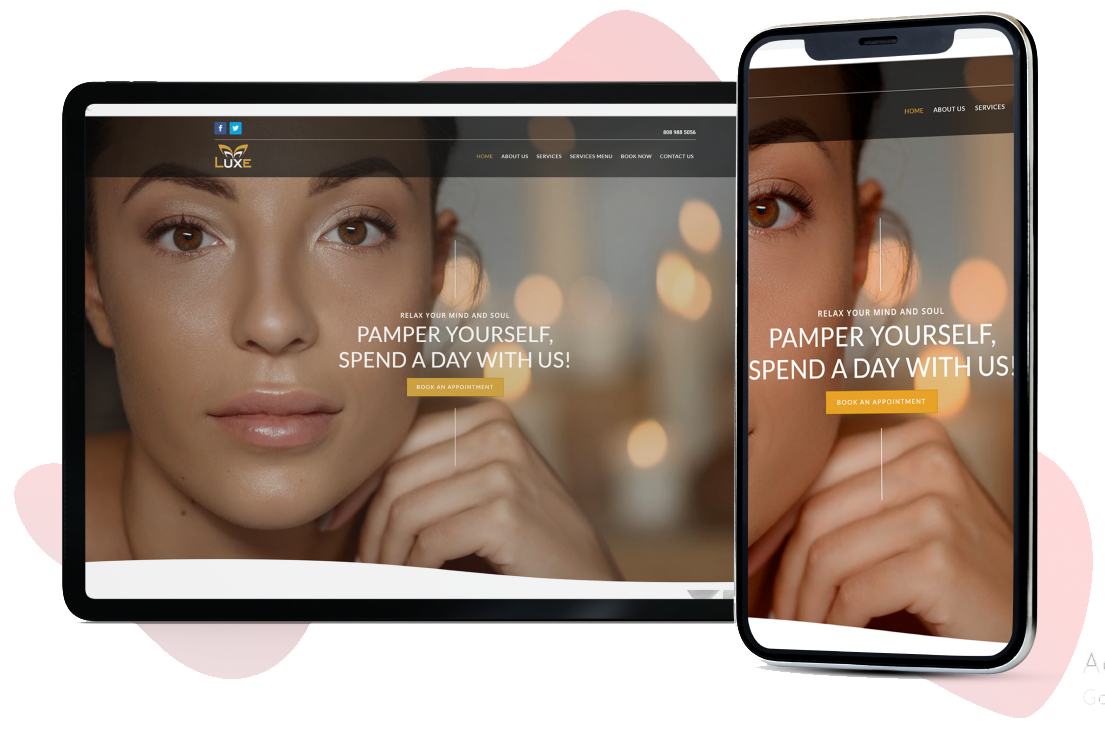 f
808 988 5056
LUXE
HOME ABOUT US SERVICES SERVICES MENU BOOK NOW CONTACT US
RELAX YOUR MIND AND SOUL
PAMPER YOURSELF,
SPEND A DAY WITH US!
BOOK AN APPOINTMENT
HOME ABOUT US SERVICES
RELAX YOUR MIND AND SOUL
PAMPER YOURSELF,
SPEND A DAY WITH US!
BOOK AN APPOINTMENT